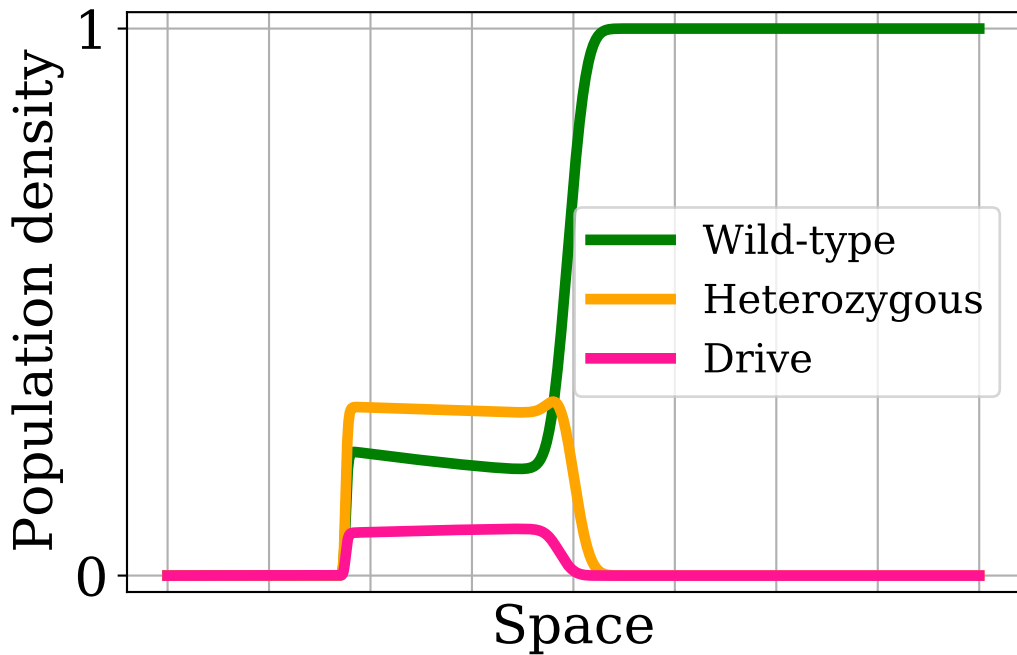 Population density
1
0
Wild-type
Heterozygous
Drive
Space